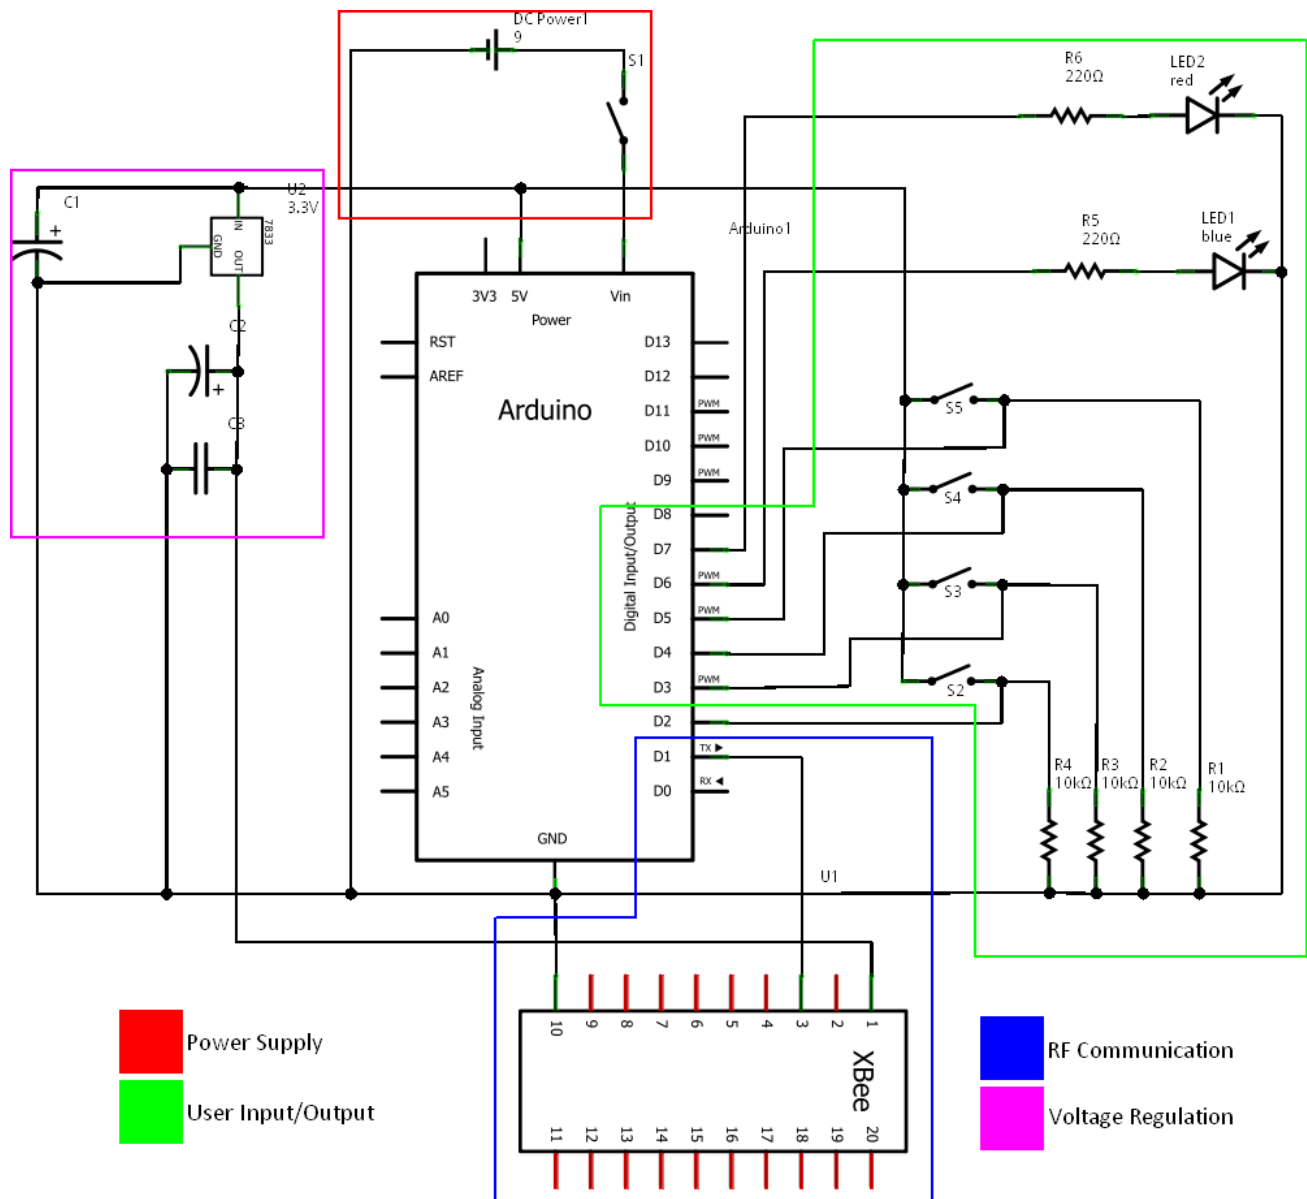 DC Power1
9
S1
R6
220Ω
LED2
red
C1
+
U2
3.3V
IN
GND
OUT
7833
Arduino1
R5
220Ω
LED1
blue
3V3
5V
Vin
Power
C2
+
C3
RST
AREF
Arduino
D13
D12
D11
PWM
D10
PWM
D9
PWM
D8
D7
D6
PWM
D5
PWM
D4
D3
PWM
D2
D1
TX ▶
D0
RX ◀
Digital Input/Output
A0
A1
A2
A3
A4
A5
Analog Input
GND
S5
S4
S3
S2
R4
10kΩ
R3
10kΩ
R2
10kΩ
R1
10kΩ
U1
10
9
8
7
6
5
4
3
2
1
XBee
11
12
13
14
15
16
17
18
19
20
Power Supply
User Input/Output
RF Communication
Voltage Regulation